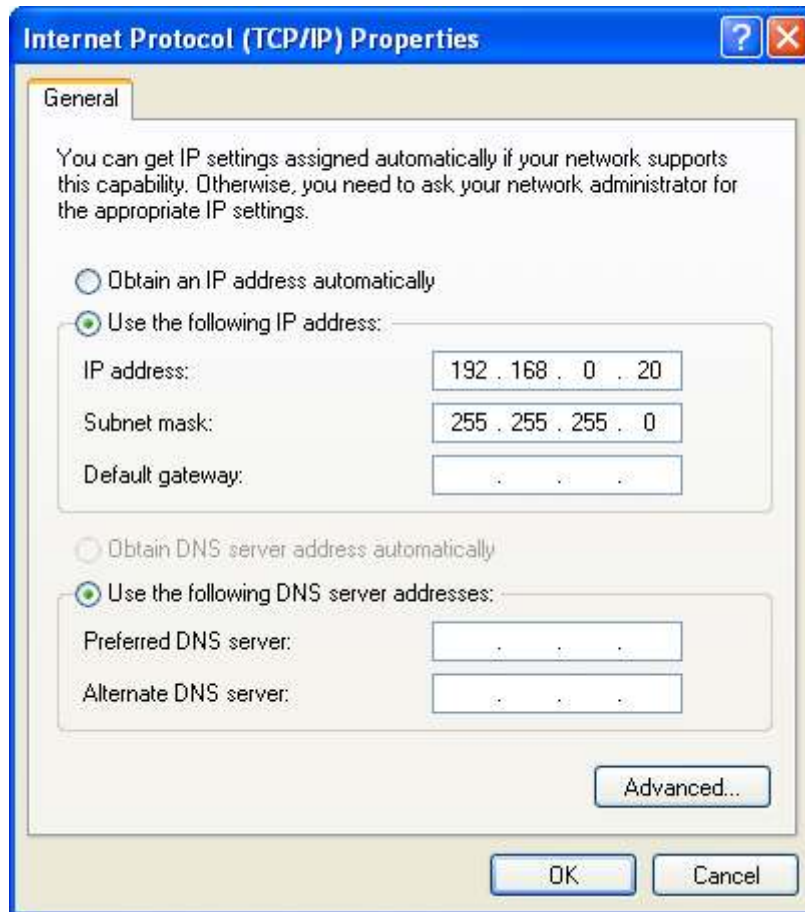 Internet Protocol (TCP/IP) Properties
?
General
You can get IP settings assigned automatically if your network supports
this capability. Otherwise, you need to ask your network administrator for
the appropriate IP settings.
Obtain an IP address automatically
Use the following IP address:
IP address: 192 . 168 . 0 . 20
Subnet mask: 255 . 255 . 255 . 0
Default gateway: . . .
Obtain DNS server address automatically
Use the following DNS server addresses:
Preferred DNS server: . . .
Alternate DNS server: . . .
Advanced...
OK Cancel